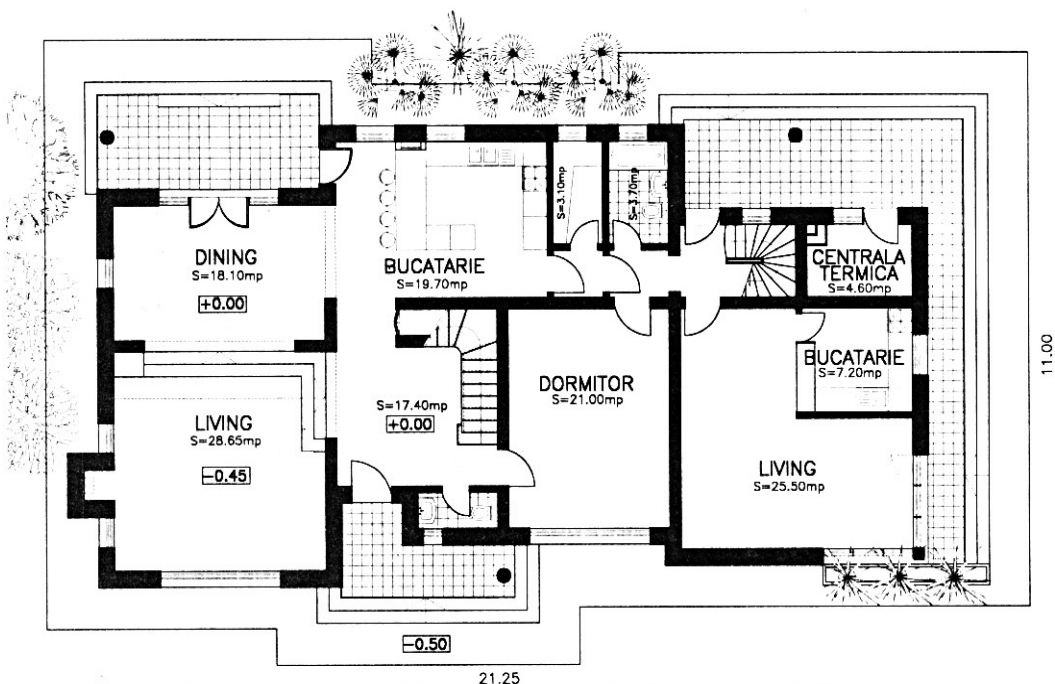 S=3.10mp
S=3.70mp
DINING
S=18.10mp
+0.00
BUCATARIE
S=19.70mp
CENTRALA
TERMICA
S=4.60mp
BUCATARIE
S=7.20mp
11.00
DORMITOR
S=21.00mp
S=17.40mp
+0.00
LIVING
S=28.65mp
-0.45
LIVING
S=25.50mp
-0.50
21.25